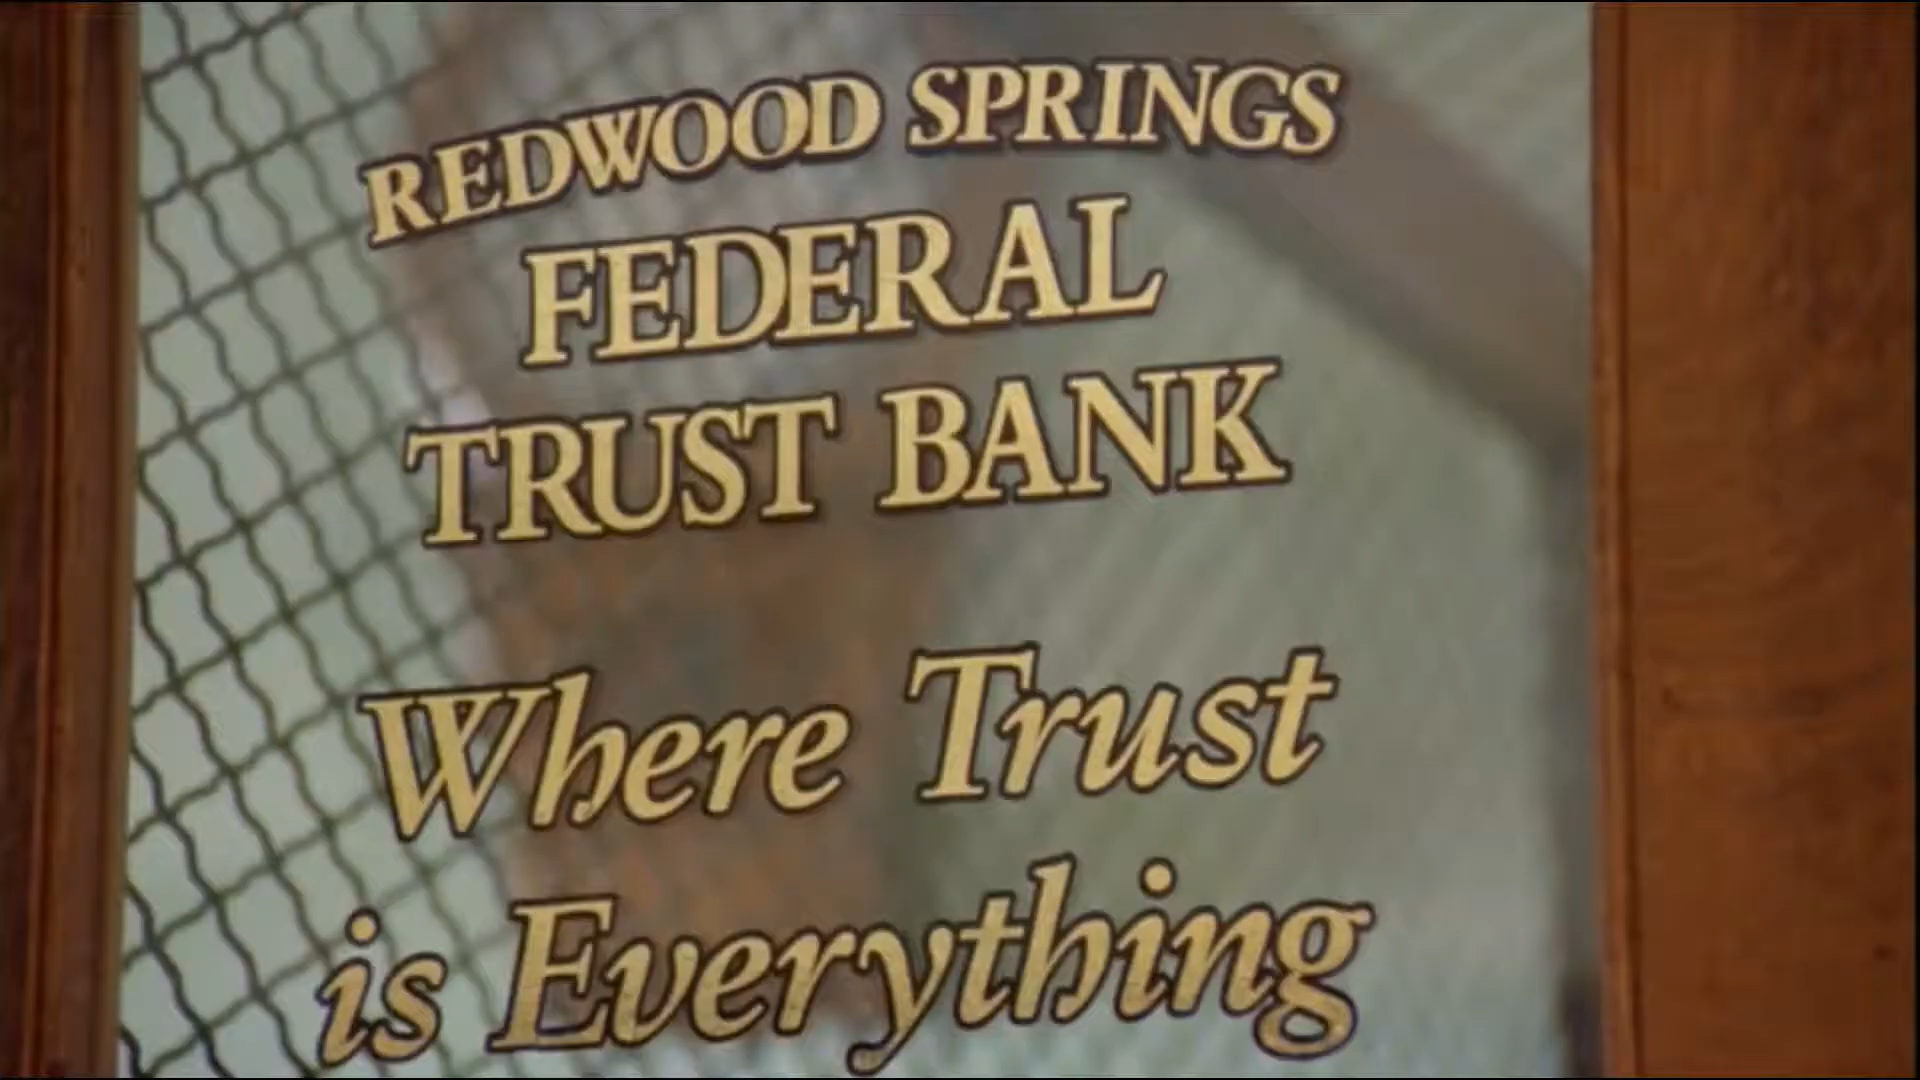 REDWOOD SPRINGS
FEDERAL
TRUST BANK
Where Trust
is Everything